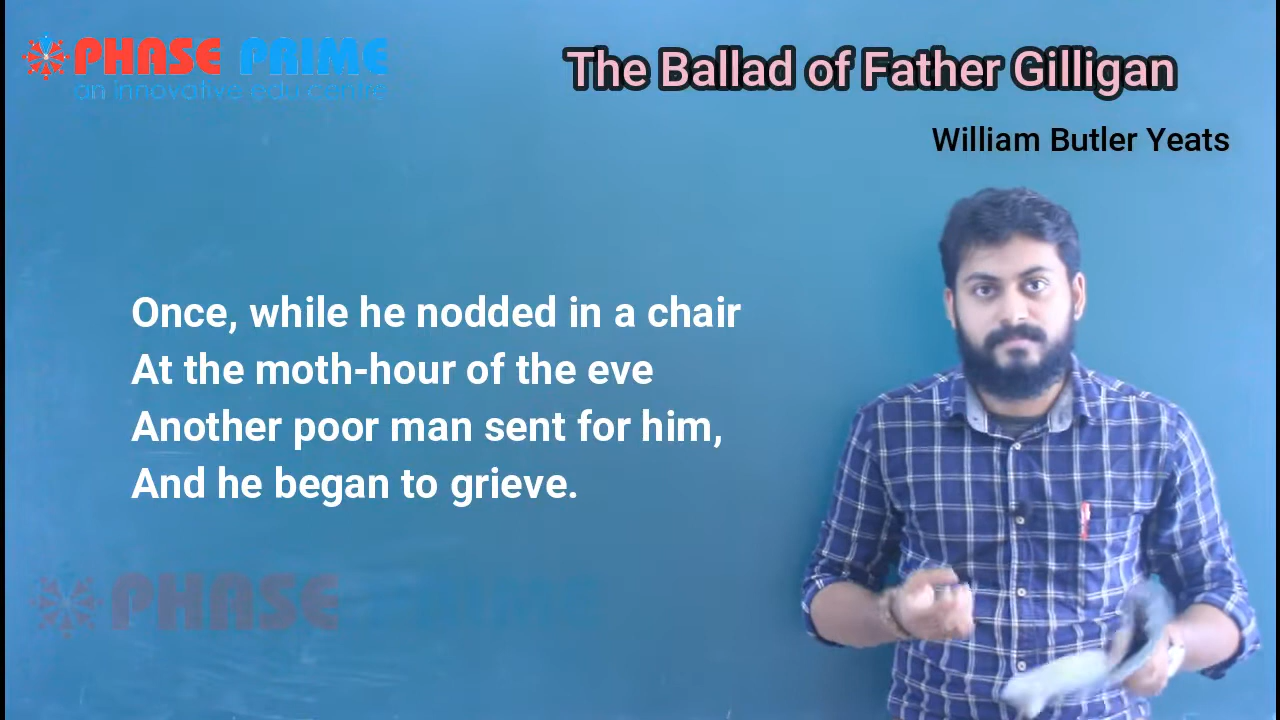 PHASE PRIME
an innovative edu centre
The Ballad of Father Gilligan
William Butler Yeats
Once, while he nodded in a chair
At the moth-hour of the eve
Another poor man sent for him,
And he began to grieve.
PHASE PRIME